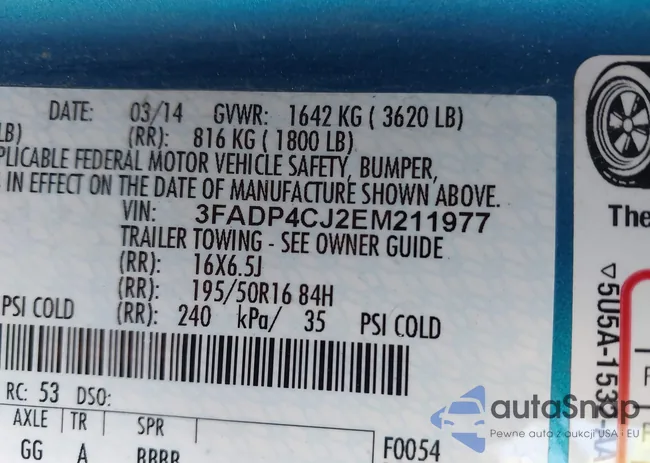 DATE: 03/14 GVWR: 1642 KG ( 3620 LB)
LB) (RR): 816 KG ( 1800 LB)
PLICABLE FEDERAL MOTOR VEHICLE SAFETY, BUMPER,
IN EFFECT ON THE DATE OF MANUFACTURE SHOWN ABOVE.
VIN: 3FADP4CJ2EM211977
TRAILER TOWING - SEE OWNER GUIDE
(RR): 16X6.5J
(RR): 195/50R16 84H
PSI COLD (RR): 240 kPa/ 35 PSI COLD
RC: 53 DSO:
AXLE TR SPR
GG A BBBB F0054
The
5U5A-153
autoSnap
Pewne auta z aukcji USA · EU